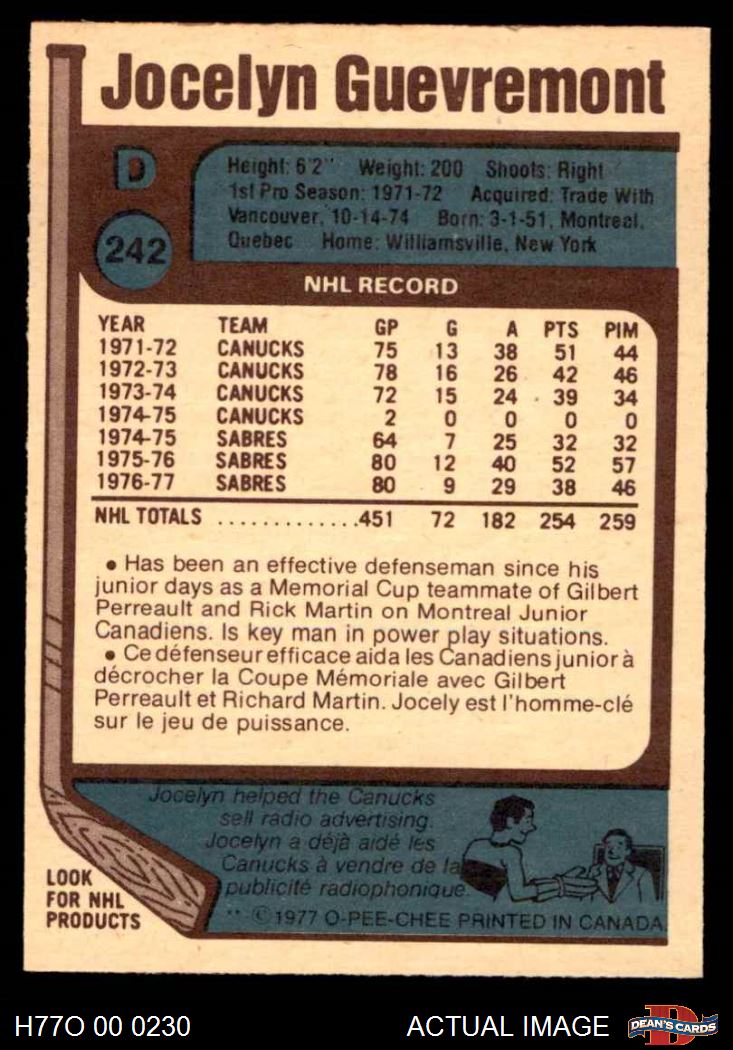 Jocelyn Guevremont
D
242
Height: 6'2" Weight: 200 Shoots: Right
1st Pro Season: 1971-72 Acquired: Trade With
Vancouver, 10-14-74 Born: 3-1-51, Montreal,
Quebec Home: Williamsville, New York
NHL RECORD
YEAR TEAM GP G A PTS PIM
1971-72 CANUCKS 75 13 38 51 44
1972-73 CANUCKS 78 16 26 42 46
1973-74 CANUCKS 72 15 24 39 34
1974-75 CANUCKS 2 0 0 0 0
1974-75 SABRES 64 7 25 32 32
1975-76 SABRES 80 12 40 52 57
1976-77 SABRES 80 9 29 38 46
NHL TOTALS .............451 72 182 254 259
• Has been an effective defenseman since his
junior days as a Memorial Cup teammate of Gilbert
Perreault and Rick Martin on Montreal Junior
Canadiens. Is key man in power play situations.
• Ce défenseur efficace aida les Canadiens junior à
décrocher la Coupe Mémoriale avec Gilbert
Perreault et Richard Martin. Jocely est l'homme-clé
sur le jeu de puissance.
Jocelyn helped the Canucks
sell radio advertising.
Jocelyn a déjà aidé les
Canucks à vendre de la
publicité radiophonique.
LOOK
FOR NHL
PRODUCTS
** © 1977 O-PEE-CHEE PRINTED IN CANADA
H77O 00 0230 ACTUAL IMAGE DEAN'S CARDS